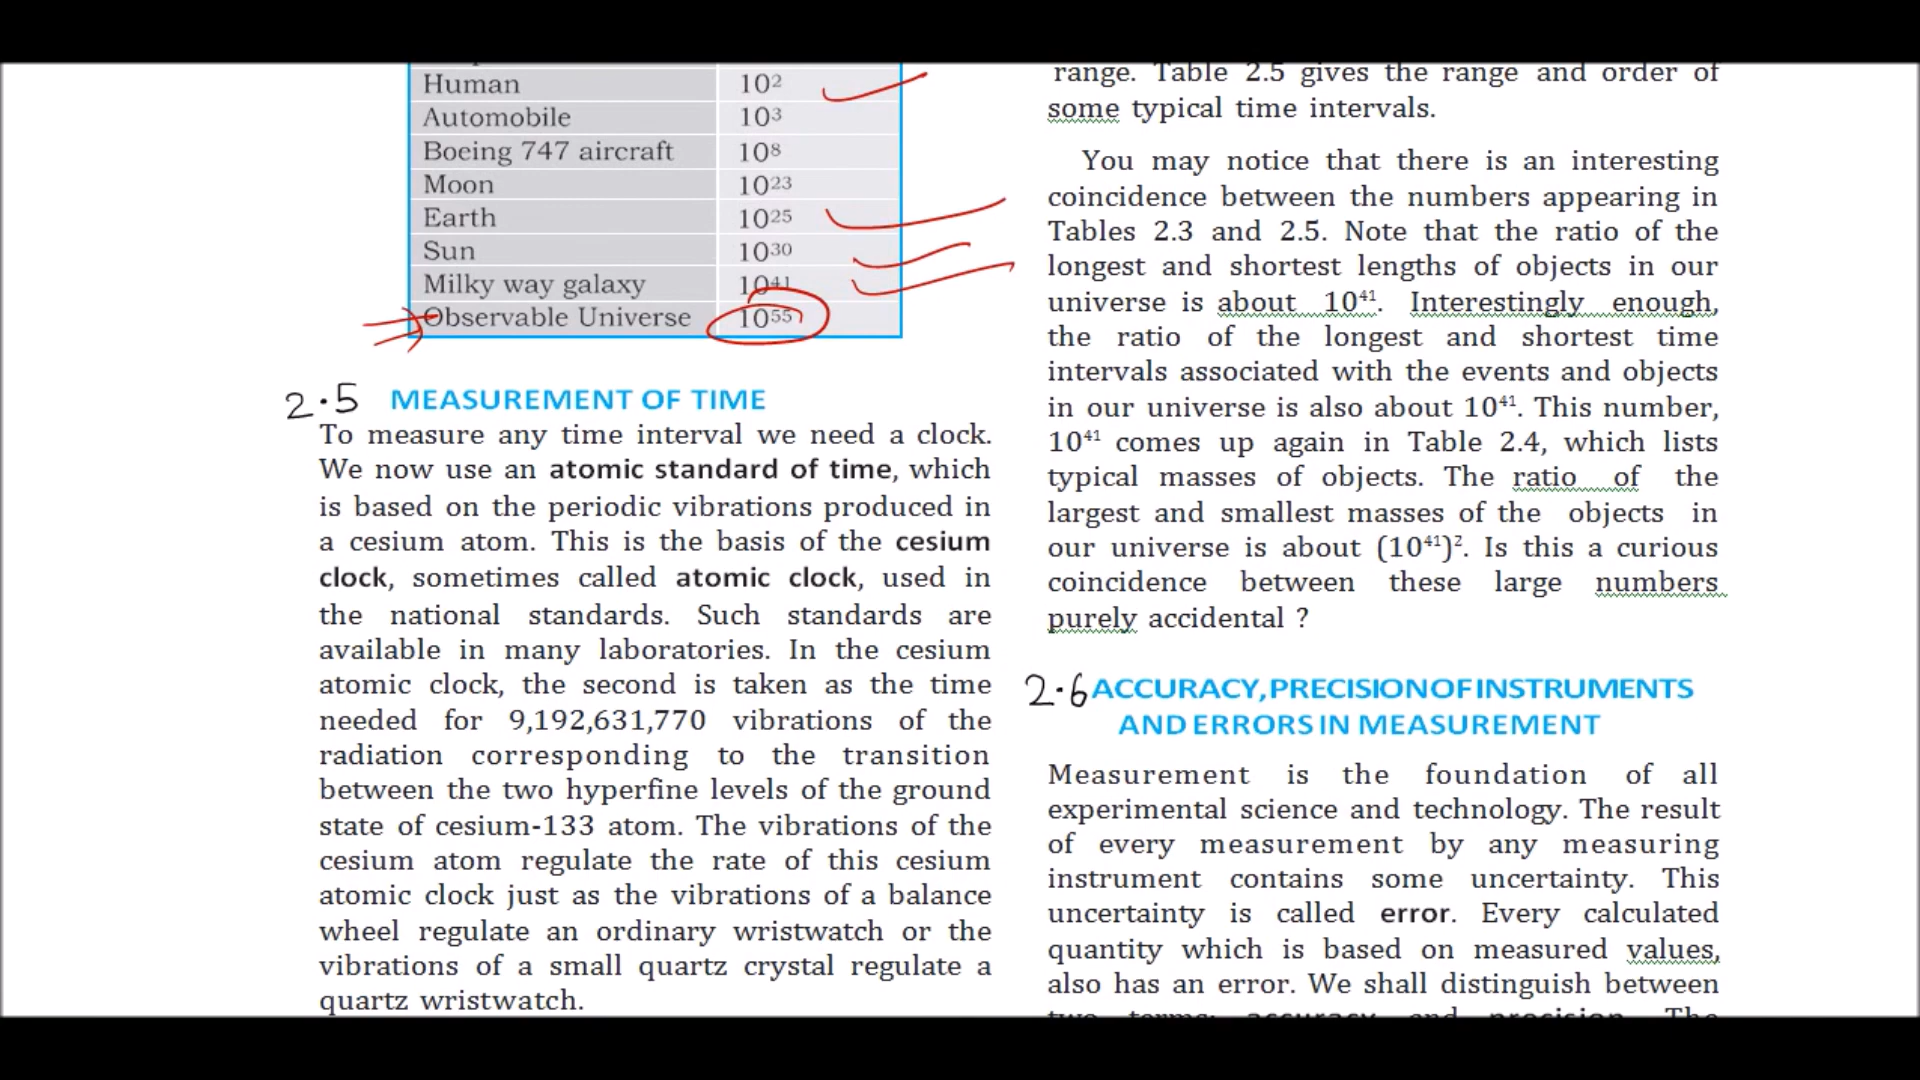 Human 10²
Automobile 10³
Boeing 747 aircraft 10⁸
Moon 10²³
Earth 10²⁵
Sun 10³⁰
Milky way galaxy 10⁴¹
Observable Universe 10⁵⁵
2.5 MEASUREMENT OF TIME
To measure any time interval we need a clock.
We now use an atomic standard of time, which
is based on the periodic vibrations produced in
a cesium atom. This is the basis of the cesium
clock, sometimes called atomic clock, used in
the national standards. Such standards are
available in many laboratories. In the cesium
atomic clock, the second is taken as the time
needed for 9,192,631,770 vibrations of the
radiation corresponding to the transition
between the two hyperfine levels of the ground
state of cesium-133 atom. The vibrations of the
cesium atom regulate the rate of this cesium
atomic clock just as the vibrations of a balance
wheel regulate an ordinary wristwatch or the
vibrations of a small quartz crystal regulate a
quartz wristwatch.
range. Table 2.5 gives the range and order of
some typical time intervals.
You may notice that there is an interesting
coincidence between the numbers appearing in
Tables 2.3 and 2.5. Note that the ratio of the
longest and shortest lengths of objects in our
universe is about 10⁴¹. Interestingly enough,
the ratio of the longest and shortest time
intervals associated with the events and objects
in our universe is also about 10⁴¹. This number,
10⁴¹ comes up again in Table 2.4, which lists
typical masses of objects. The ratio of the
largest and smallest masses of the objects in
our universe is about (10⁴¹)². Is this a curious
coincidence between these large numbers
purely accidental ?
2.6 ACCURACY, PRECISION OF INSTRUMENTS
AND ERRORS IN MEASUREMENT
Measurement is the foundation of all
experimental science and technology. The result
of every measurement by any measuring
instrument contains some uncertainty. This
uncertainty is called error. Every calculated
quantity which is based on measured values,
also has an error. We shall distinguish between
two terms: accuracy and precision. The